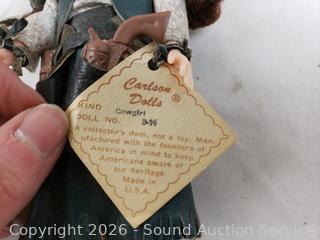 Carlson
Dolls ®
KIND Cowgirl
DOLL NO. 3-14
A collector's item, not a toy. Man-
ufactured with the founders of
America in mind to keep
Americans aware of
our heritage.
Made in
U.S.A.
Copyright 2026 - Sound Auction Service